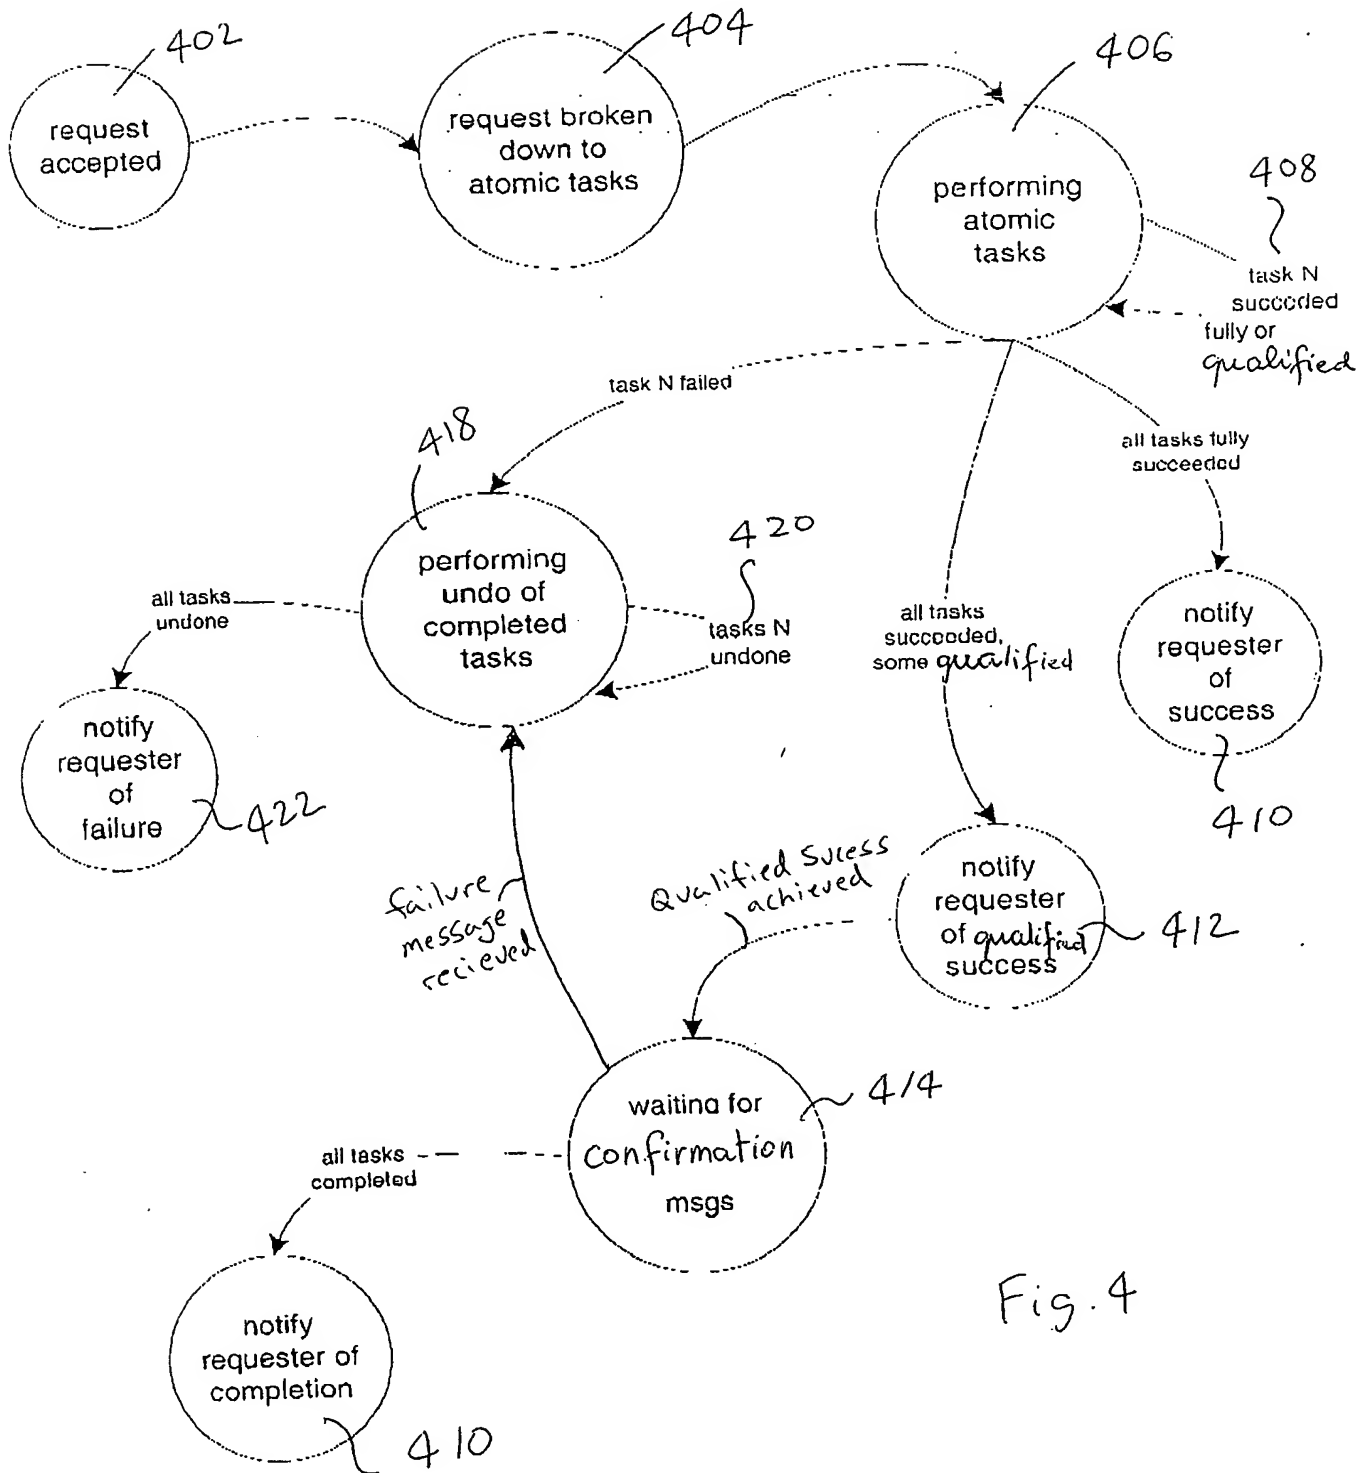 402
404
406
request
accepted
request broken
down to
atomic tasks
performing
atomic
tasks
408
task N
succeeded
fully or
qualified
task N failed
all tasks fully
succeeded
418
420
performing
undo of
completed
tasks
tasks N
undone
all tasks
undone
all tasks
succeeded,
some qualified
notify
requester
of
success
410
notify
requester
of
failure
422
failure
message
recieved
Qualified Sucess
achieved
notify
requester
of qualified
success
412
waiting for
confirmation
msgs
414
all tasks
completed
notify
requester of
completion
410
Fig. 4